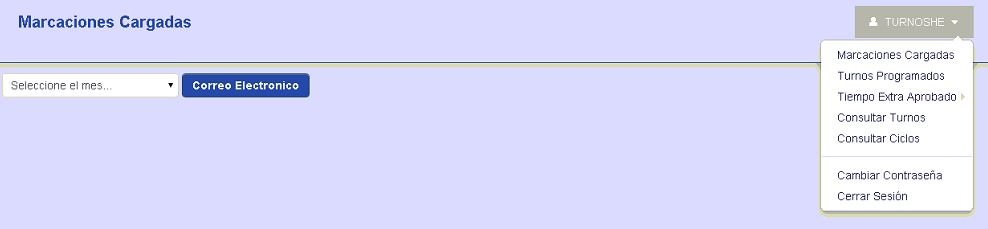 Marcaciones Cargadas
TURNOSHE
Seleccione el mes...
Correo Electronico
Marcaciones Cargadas
Turnos Programados
Tiempo Extra Aprobado
Consultar Turnos
Consultar Ciclos
Cambiar Contraseña
Cerrar Sesión